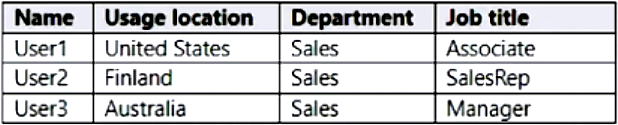 Name Usage location Department Job title
User1 United States Sales Associate
User2 Finland Sales SalesRep
User3 Australia Sales Manager